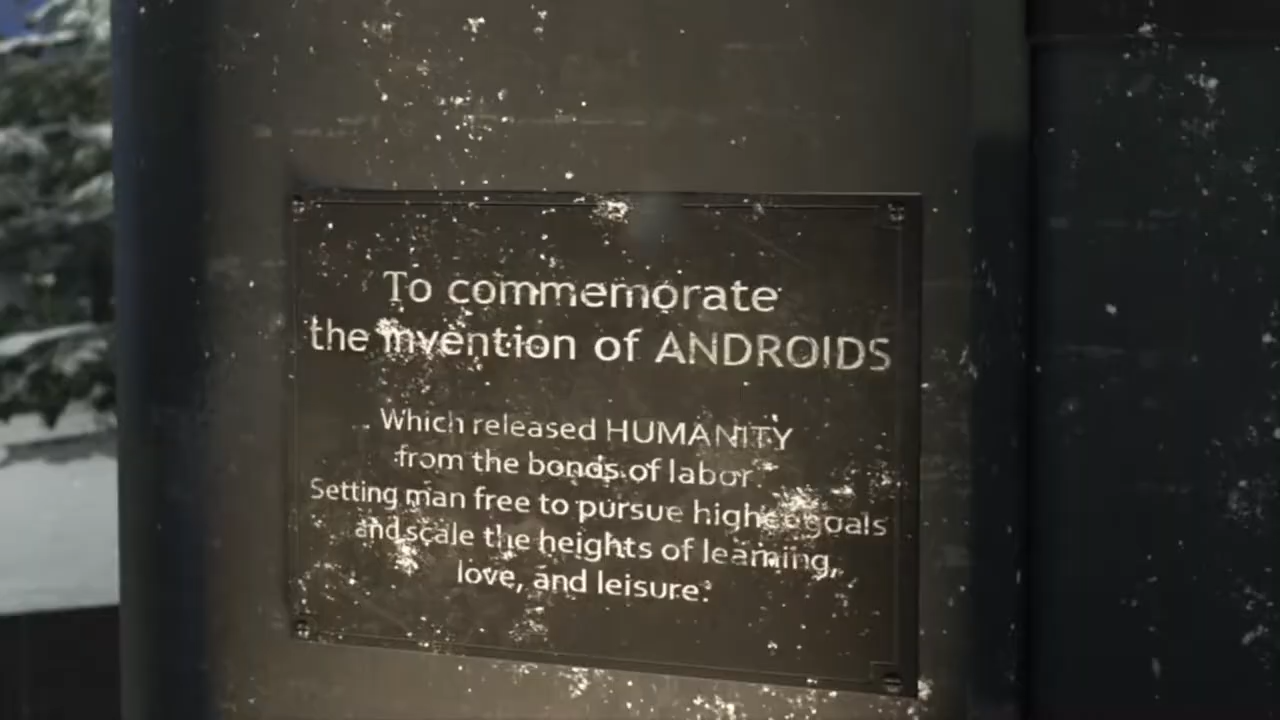 To commemorate
the invention of ANDROIDS
Which released HUMANITY
from the bonds of labor.
Setting man free to pursue higher goals
and scale the heights of learning,
love, and leisure.